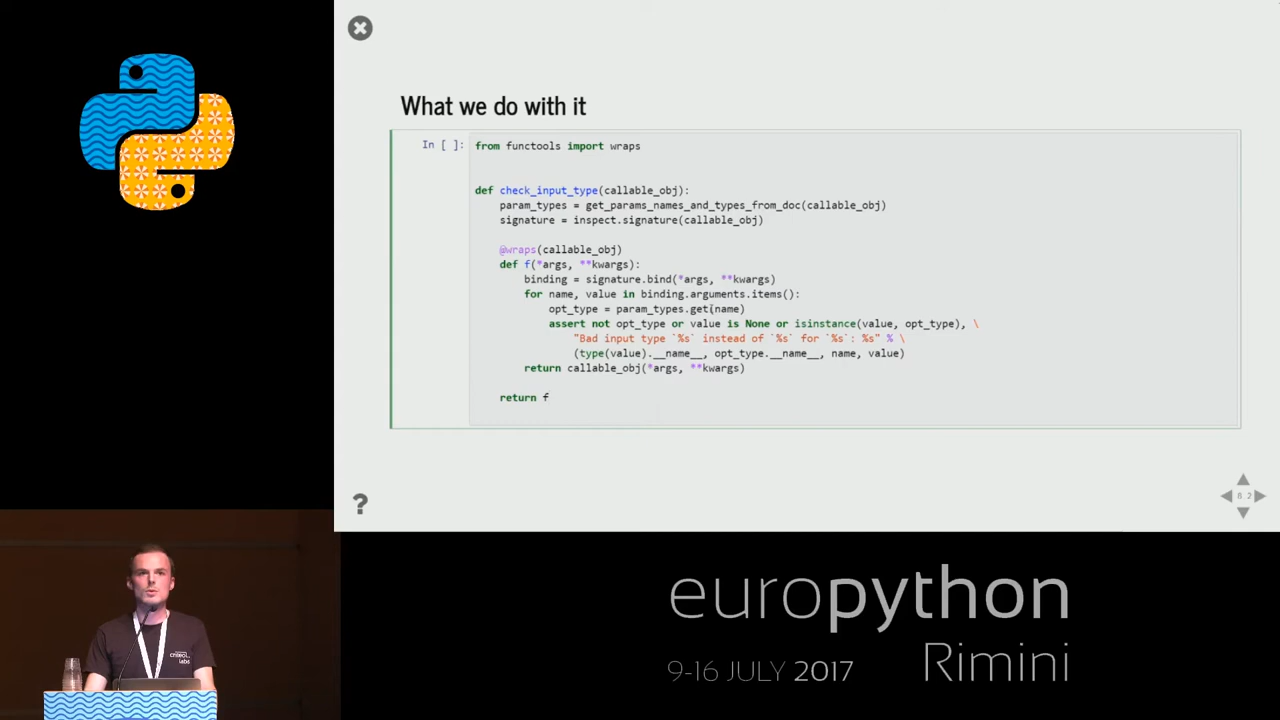 What we do with it
In [ ]:
from functools import wraps
def check_input_type(callable_obj):
param_types = get_params_names_and_types_from_doc(callable_obj)
signature = inspect.signature(callable_obj)
@wraps(callable_obj)
def f(*args, **kwargs):
binding = signature.bind(*args, **kwargs)
for name, value in binding.arguments.items():
opt_type = param_types.get(name)
assert not opt_type or value is None or isinstance(value, opt_type), \
"Bad input type `%s` instead of `%s` for `%s`: %s" % \
(type(value).__name__, opt_type.__name__, name, value)
return callable_obj(*args, **kwargs)
return f
?
8 2
criteo.
labs
europython
Rimini
9-16 JULY 2017